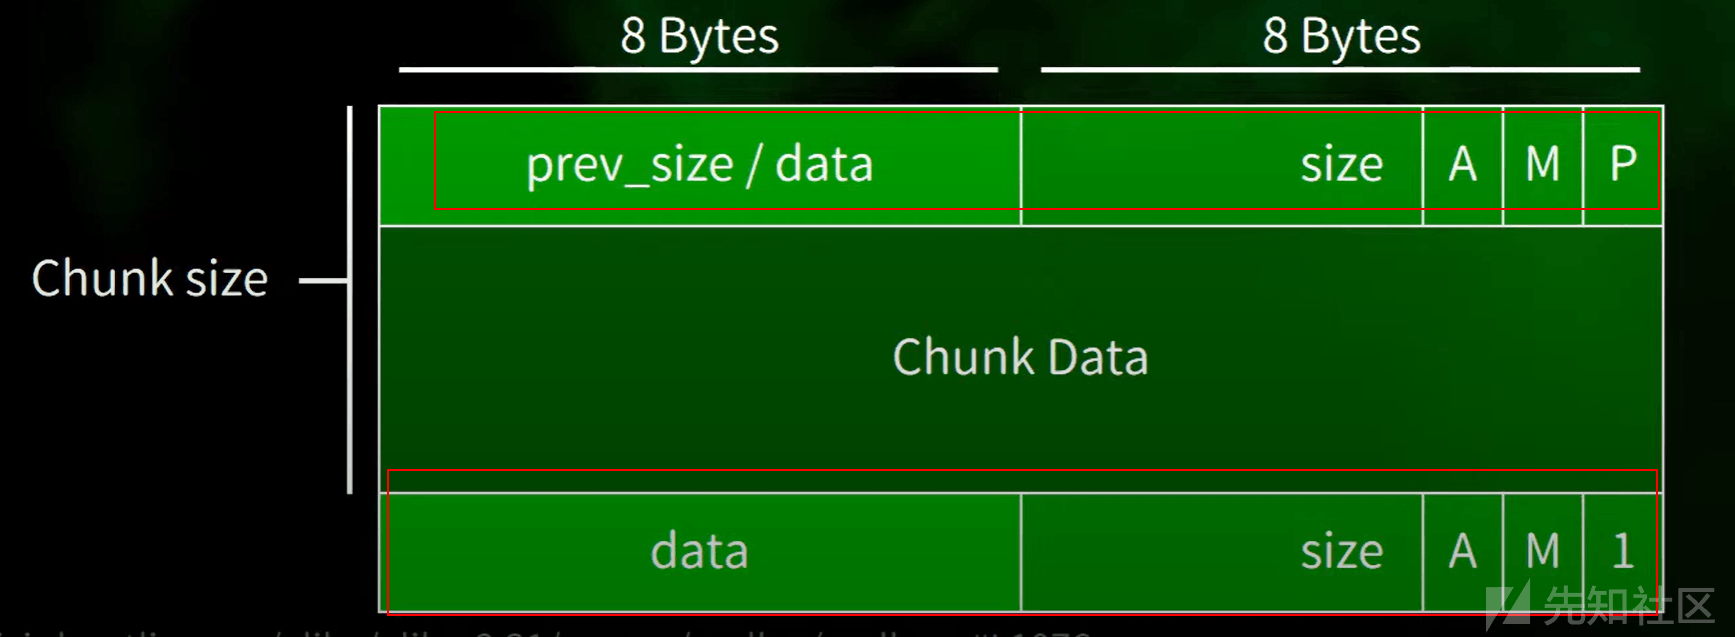 8 Bytes 8 Bytes
prev_size / data size A M P
Chunk size
Chunk Data
data size A M 1
先知社区